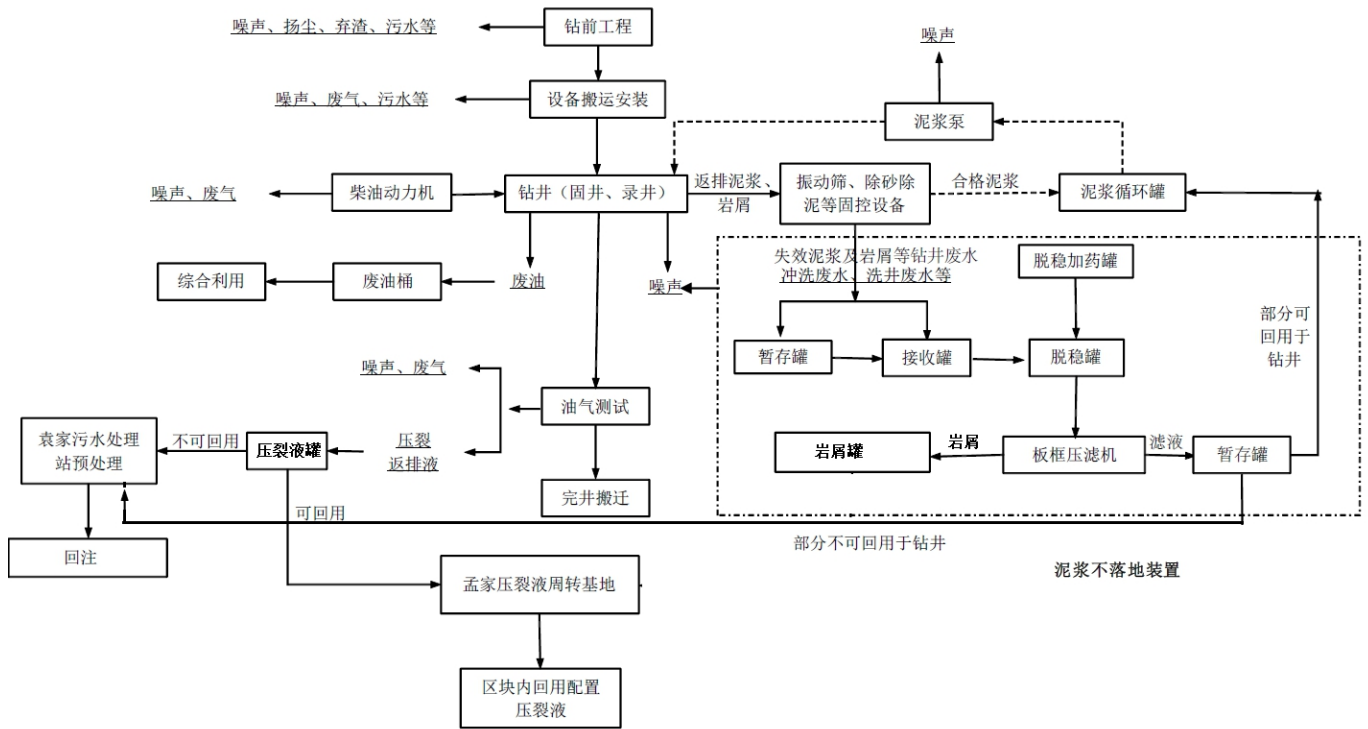 噪声、扬尘、弃渣、污水等
钻前工程
噪声
噪声、废气、污水等
设备搬运安装
泥浆泵
噪声、废气
柴油动力机
钻井（固井、录井）
返排泥浆、
岩屑
振动筛、除砂除
泥等固控设备
合格泥浆
泥浆循环罐
综合利用
废油桶
废油
噪声
失效泥浆及岩屑等钻井废水
冲洗废水、洗井废水等
脱稳加药罐
部分可
回用于
钻井
暂存罐
接收罐
脱稳罐
噪声、废气
油气测试
袁家污水处理
站预处理
不可回用
压裂液罐
压裂
返排液
岩屑罐
岩屑
板框压滤机
滤液
暂存罐
完井搬迁
可回用
部分不可回用于钻井
回注
泥浆不落地装置
孟家压裂液周转基地
区块内回用配置
压裂液